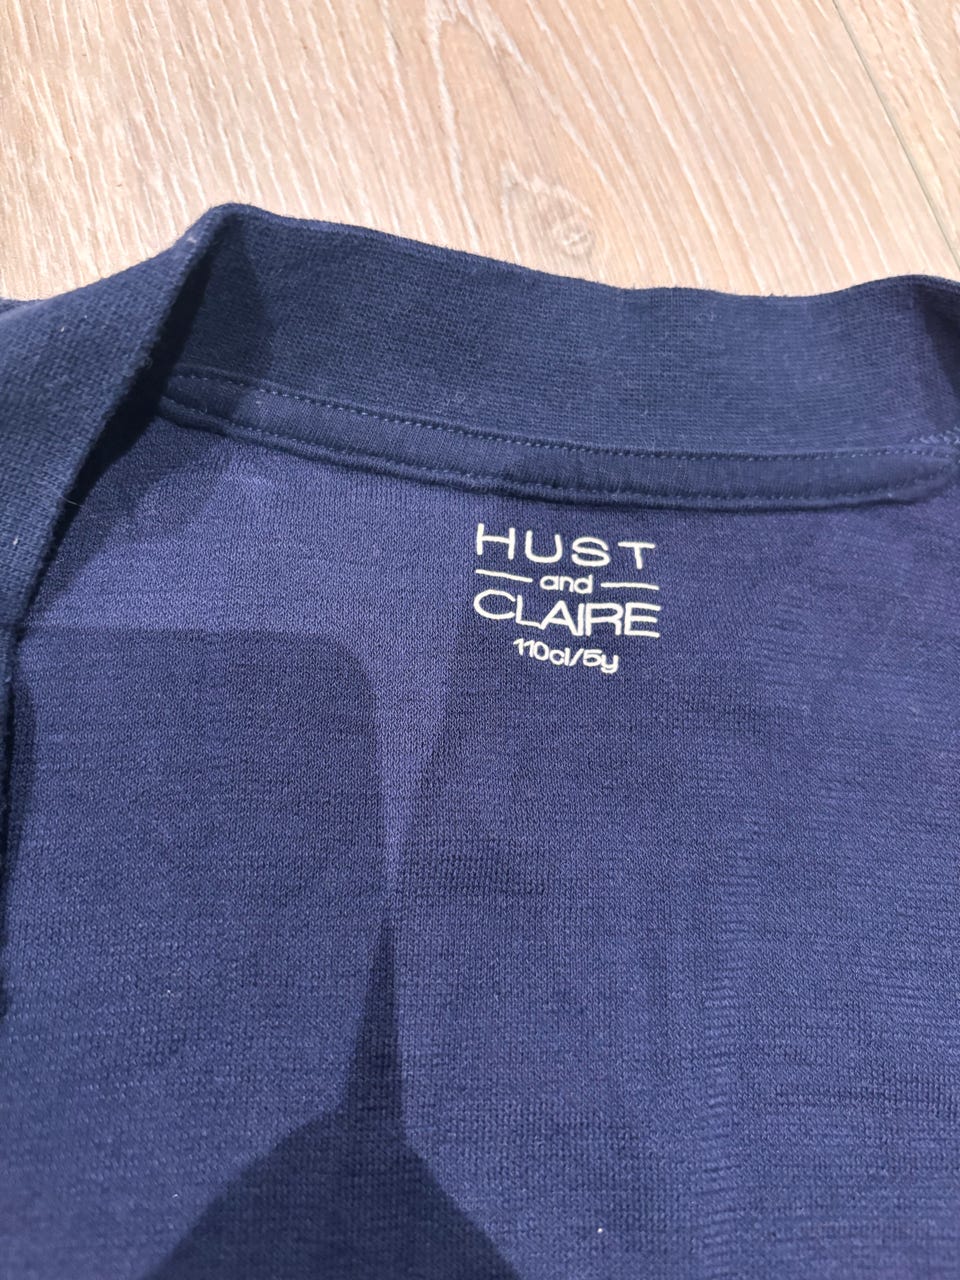 HUST
and
CLAIRE
110cl/5y